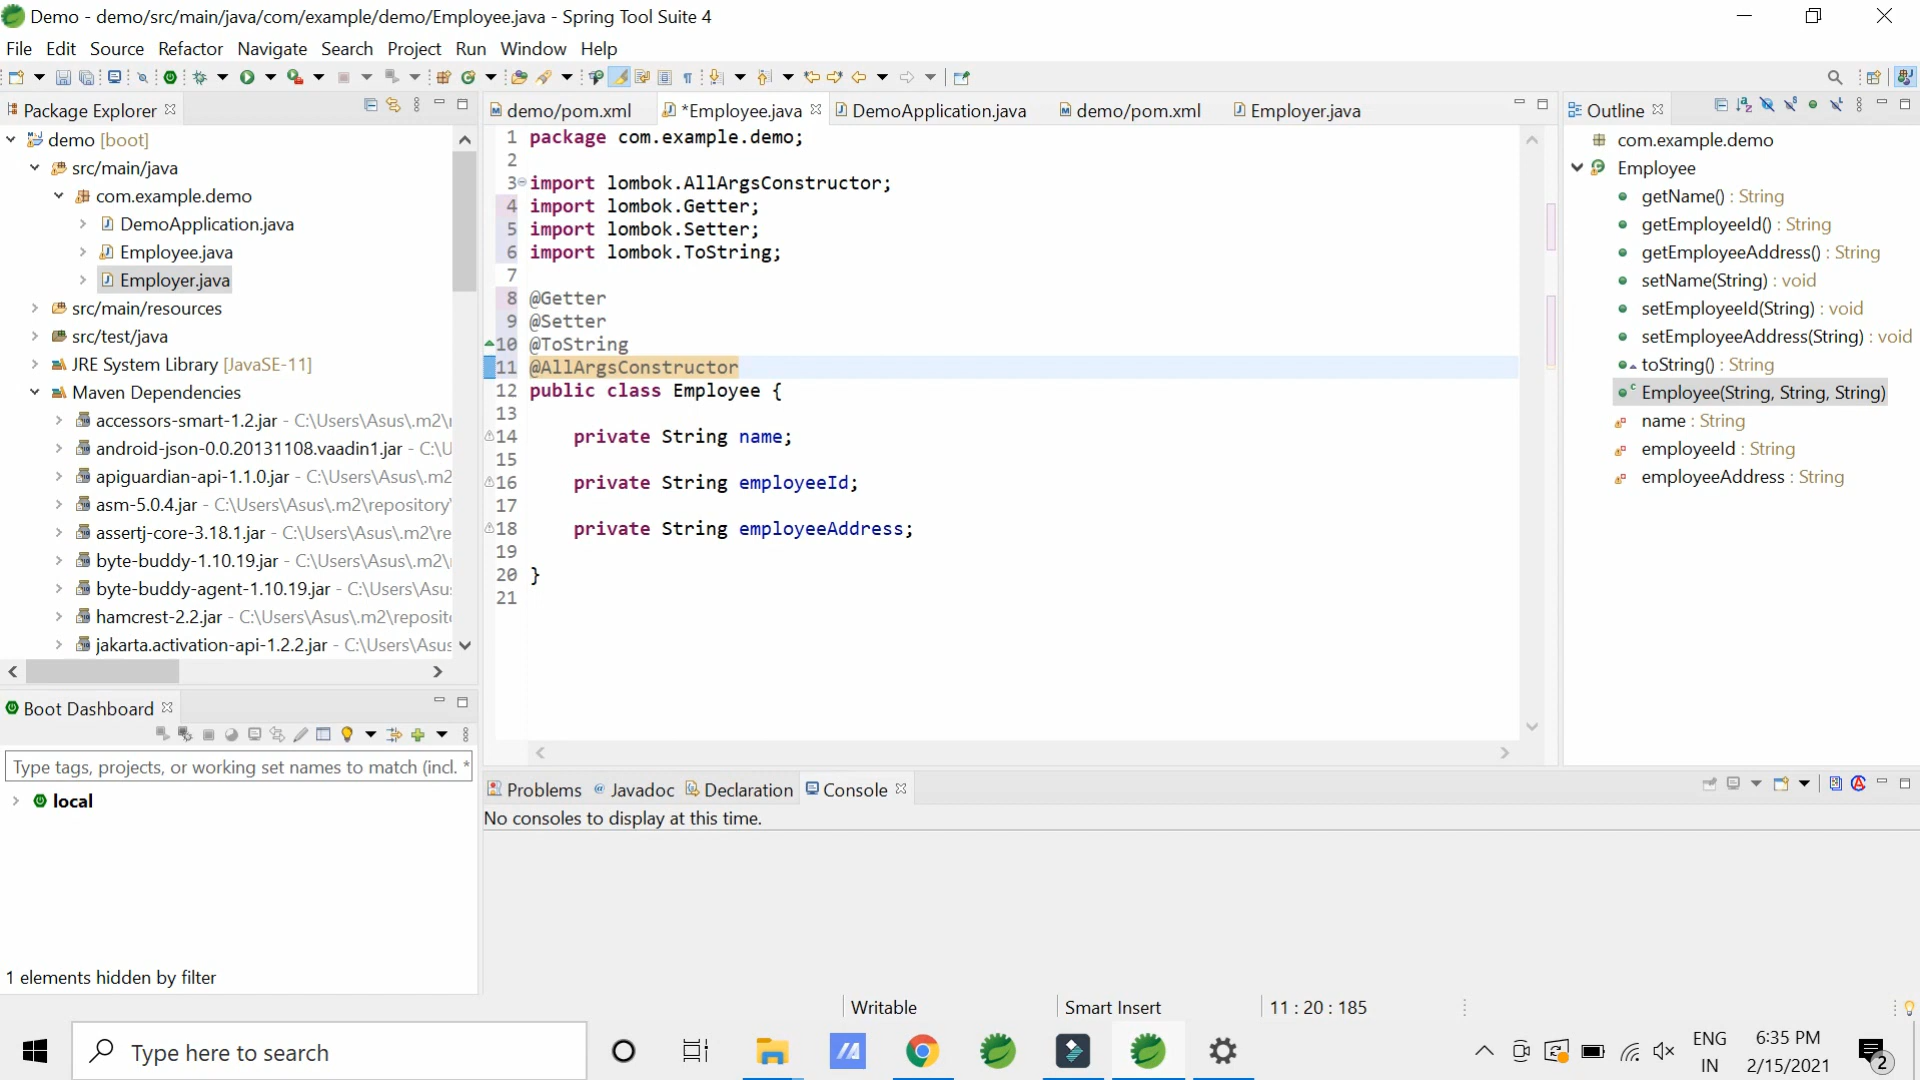 Demo - demo/src/main/java/com/example/demo/Employee.java - Spring Tool Suite 4
File Edit Source Refactor Navigate Search Project Run Window Help
Package Explorer
demo [boot]
src/main/java
com.example.demo
DemoApplication.java
Employee.java
Employer.java
src/main/resources
src/test/java
JRE System Library [JavaSE-11]
Maven Dependencies
accessors-smart-1.2.jar - C:\Users\Asus\.m2\
android-json-0.0.20131108.vaadin1.jar - C:\U
apiguardian-api-1.1.0.jar - C:\Users\Asus\.m2
asm-5.0.4.jar - C:\Users\Asus\.m2\repository\
assertj-core-3.18.1.jar - C:\Users\Asus\.m2\re
byte-buddy-1.10.19.jar - C:\Users\Asus\.m2\
byte-buddy-agent-1.10.19.jar - C:\Users\Asu
hamcrest-2.2.jar - C:\Users\Asus\.m2\reposit
jakarta.activation-api-1.2.2.jar - C:\Users\Asus
demo/pom.xml *Employee.java DemoApplication.java demo/pom.xml Employer.java
1 package com.example.demo;
2
3 import lombok.AllArgsConstructor;
4 import lombok.Getter;
5 import lombok.Setter;
6 import lombok.ToString;
7
8 @Getter
9 @Setter
10 @ToString
11 @AllArgsConstructor
12 public class Employee {
13
14 private String name;
15
16 private String employeeId;
17
18 private String employeeAddress;
19
20 }
21
Outline
com.example.demo
Employee
getName() : String
getEmployeeId() : String
getEmployeeAddress() : String
setName(String) : void
setEmployeeId(String) : void
setEmployeeAddress(String) : void
toString() : String
Employee(String, String, String)
name : String
employeeId : String
employeeAddress : String
Boot Dashboard
Type tags, projects, or working set names to match (incl. *
local
1 elements hidden by filter
Problems Javadoc Declaration Console
No consoles to display at this time.
Writable Smart Insert 11 : 20 : 185
Type here to search
ENG
IN
6:35 PM
2/15/2021
2